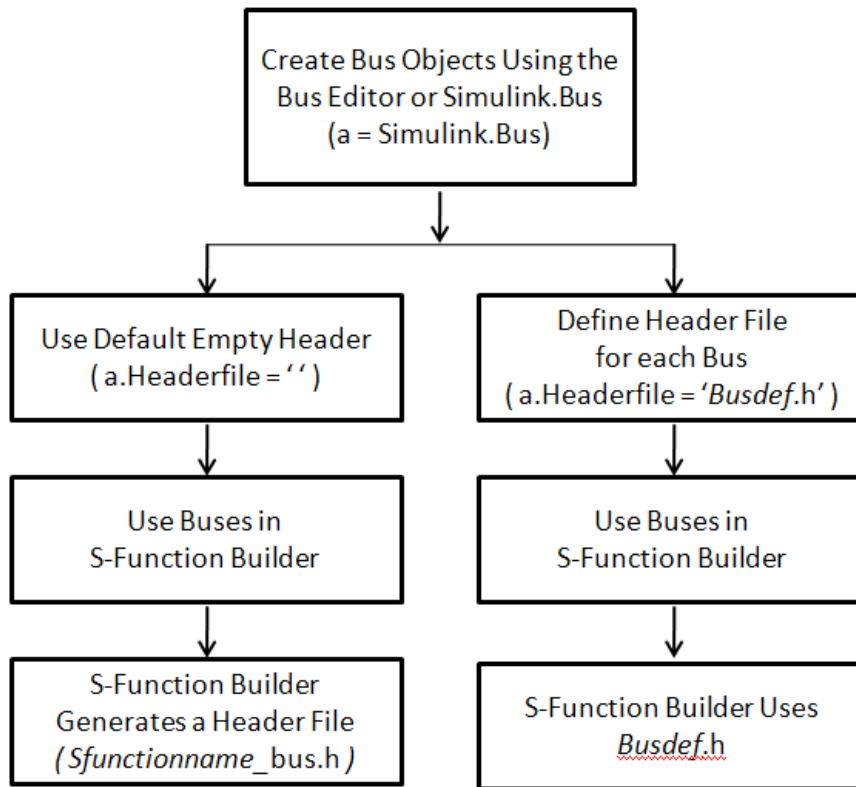 Create Bus Objects Using the
Bus Editor or Simulink.Bus
(a = Simulink.Bus)
Use Default Empty Header
( a.Headerfile = ‘ ‘ )
Define Header File
for each Bus
( a.Headerfile = ‘Busdef.h’ )
Use Buses in
S-Function Builder
Use Buses in
S-Function Builder
S-Function Builder
Generates a Header File
( Sfunctionname_bus.h )
S-Function Builder Uses
Busdef.h